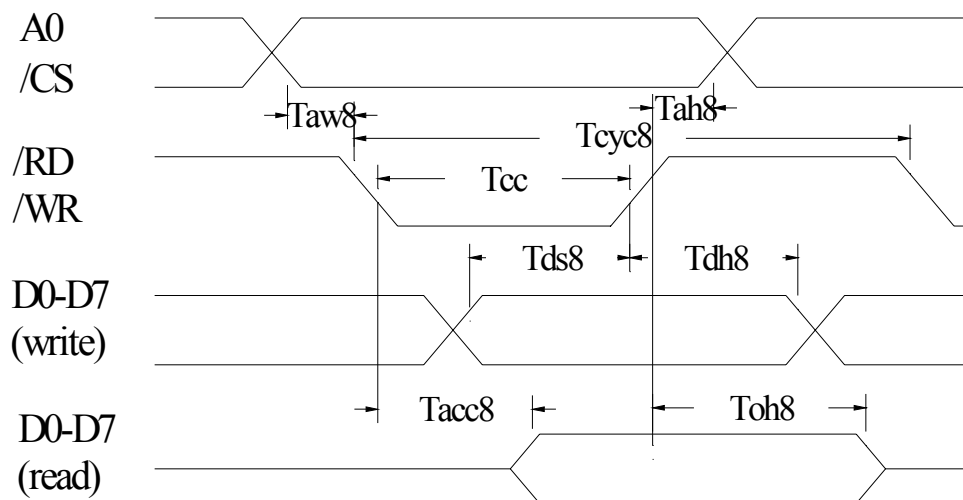 A0
/CS
Taw8
Tah8
Tcyc8
/RD
/WR
Tcc
Tds8
Tdh8
D0-D7
(write)
Tacc8
Toh8
D0-D7
(read)